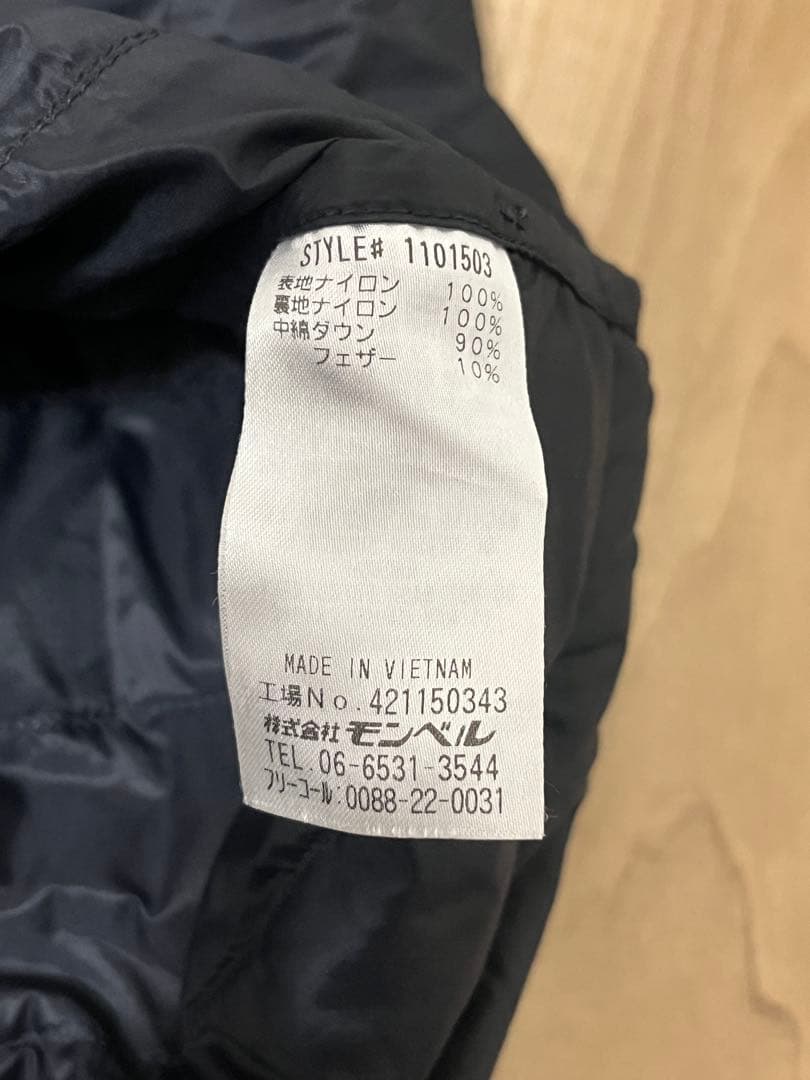 STYLE# 1101503
表地ナイロン 100%
裏地ナイロン 100%
中綿ダウン 90%
フェザー 10%
MADE IN VIETNAM
工場No.421150343
株式会社モンベル
TEL.06-6531-3544
フリーコール:0088-22-0031